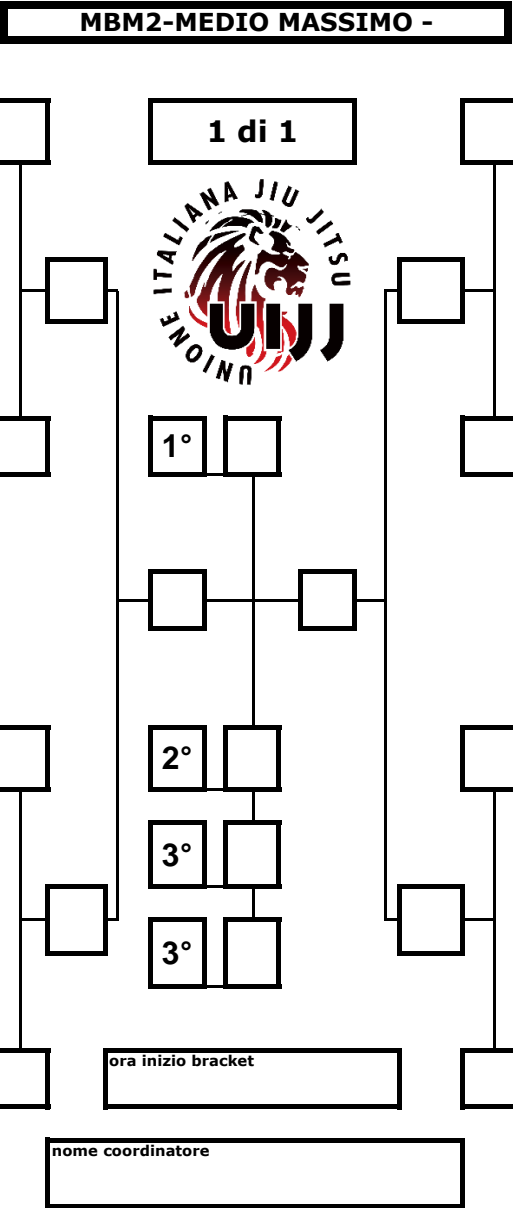 MBM2-MEDIO MASSIMO -
1 di 1
UNIONE ITALIANA JIU JITSU
UIJJ
1°
2°
3°
3°
ora inizio bracket
nome coordinatore